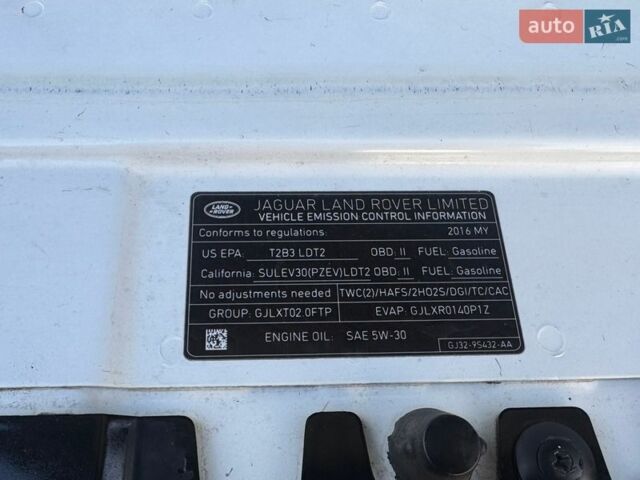 auto RIA.com
LAND ROVER
JAGUAR LAND ROVER LIMITED
VEHICLE EMISSION CONTROL INFORMATION
Conforms to regulations: 2016 MY
US EPA: T2B3 LDT2 OBD: II FUEL: Gasoline
California: SULEV30(PZEV)LDT2 OBD: II FUEL: Gasoline
No adjustments needed TWC(2)/HAFS/2HO2S/DGI/TC/CAC
GROUP: GJLXT02.0FTP EVAP: GJLXR0140P1Z
ENGINE OIL: SAE 5W-30 GJ32-9S432-AA